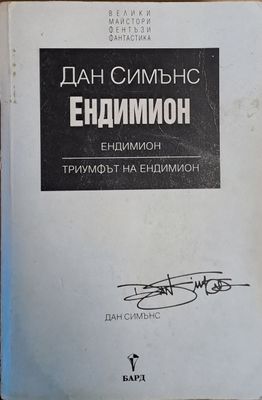 ВЕЛИКИ
МАЙСТОРИ
ФЕНТЪЗИ
ФАНТАСТИКА
ДАН СИМЪНС
ЕНДИМИОН
ЕНДИМИОН
ТРИУМФЪТ НА ЕНДИМИОН
ДАН СИМЪНС
БАРД